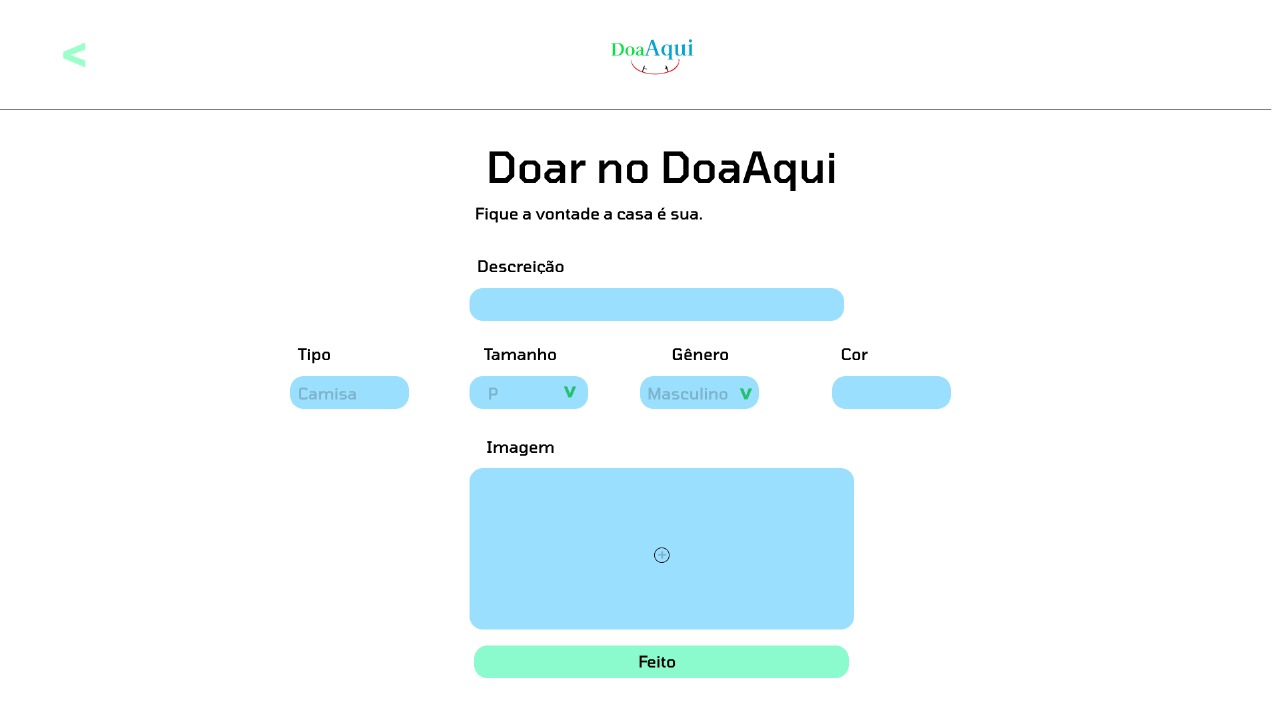 <
DoaAqui
Doar no DoaAqui
Fique a vontade a casa é sua.
Descreição
Tipo Tamanho Gênero Cor
Camisa P v Masculino v
Imagem
+
Feito